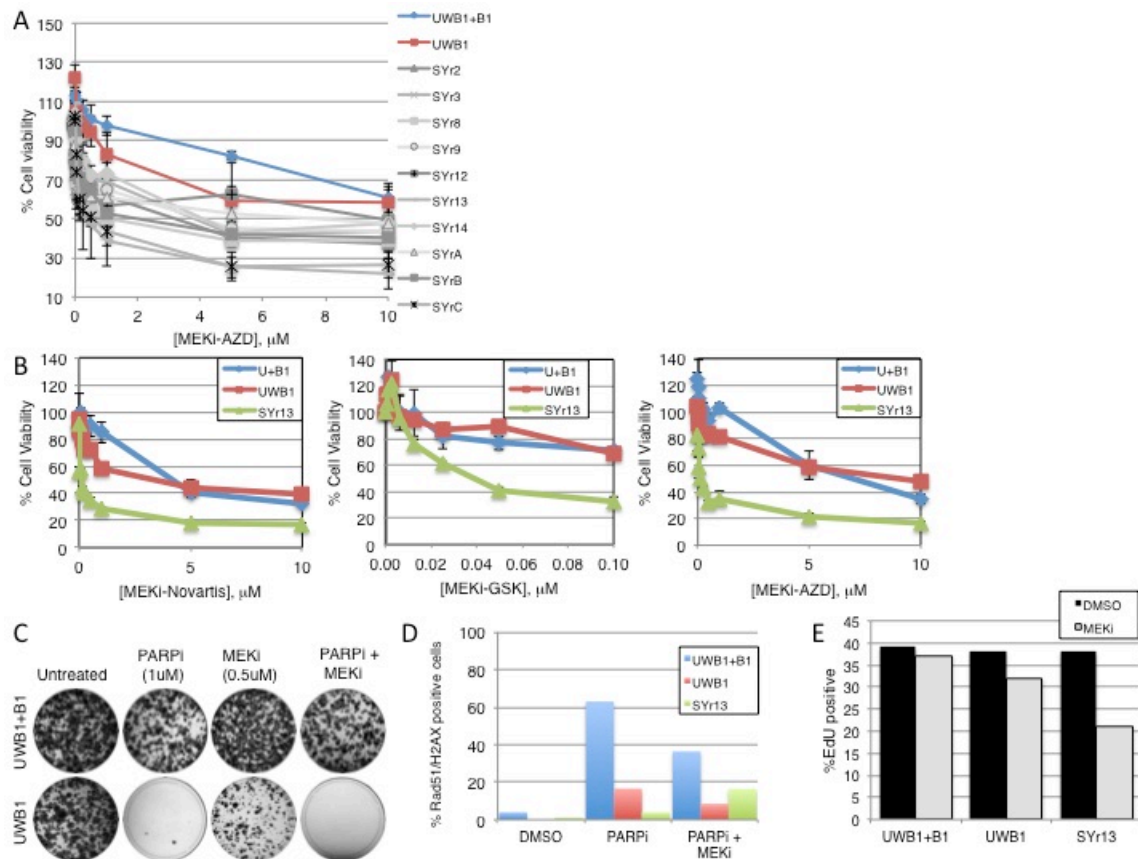 A
150
130
110
90
70
50
30
10
% Cell viability
0 2 4 6 8 10
[MEKi-AZD], μM
UWB1+B1
UWB1
SYr2
SYr3
SYr8
SYr9
SYr12
SYr13
SYr14
SYrA
SYrB
SYrC
B
140
120
100
80
60
40
20
0
% Cell Viability
U+B1
UWB1
SYr13
0 5 10
[MEKi-Novartis], μM
140
120
100
80
60
40
20
0
% Cell Viability
U+B1
UWB1
SYr13
0.00 0.02 0.04 0.06 0.08 0.10
[MEKi-GSK], μM
140
120
100
80
60
40
20
0
% Cell Viability
U+B1
UWB1
SYr13
0 5 10
[MEKi-AZD], μM
C
Untreated
PARPi
(1uM)
MEKi
(0.5uM)
PARPi +
MEKi
UWB1+B1
UWB1
D
100
80
60
40
20
0
% Rad51/H2AX positive cells
UWB1+B1
UWB1
SYr13
DMSO
PARPi
PARPi +
MEKi
E
DMSO
MEKi
45
40
35
30
25
20
15
10
5
0
%EdU positive
UWB1+B1
UWB1
SYr13